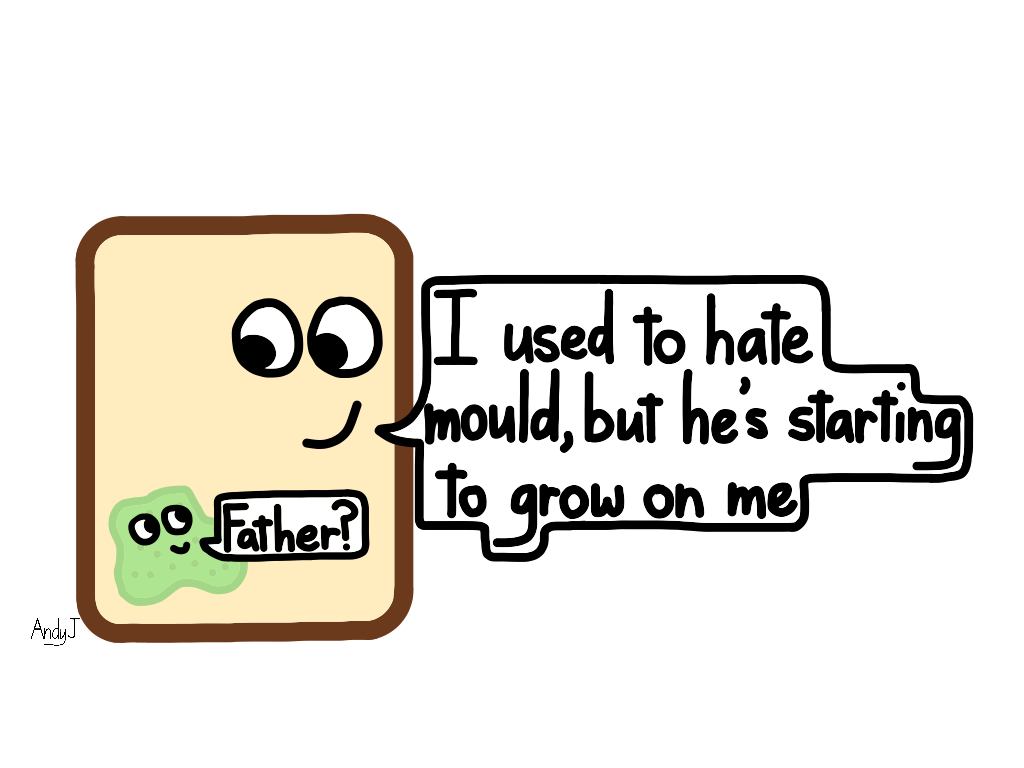 I used to hate
mould, but he's starting
to grow on me
Father?
AndyJ